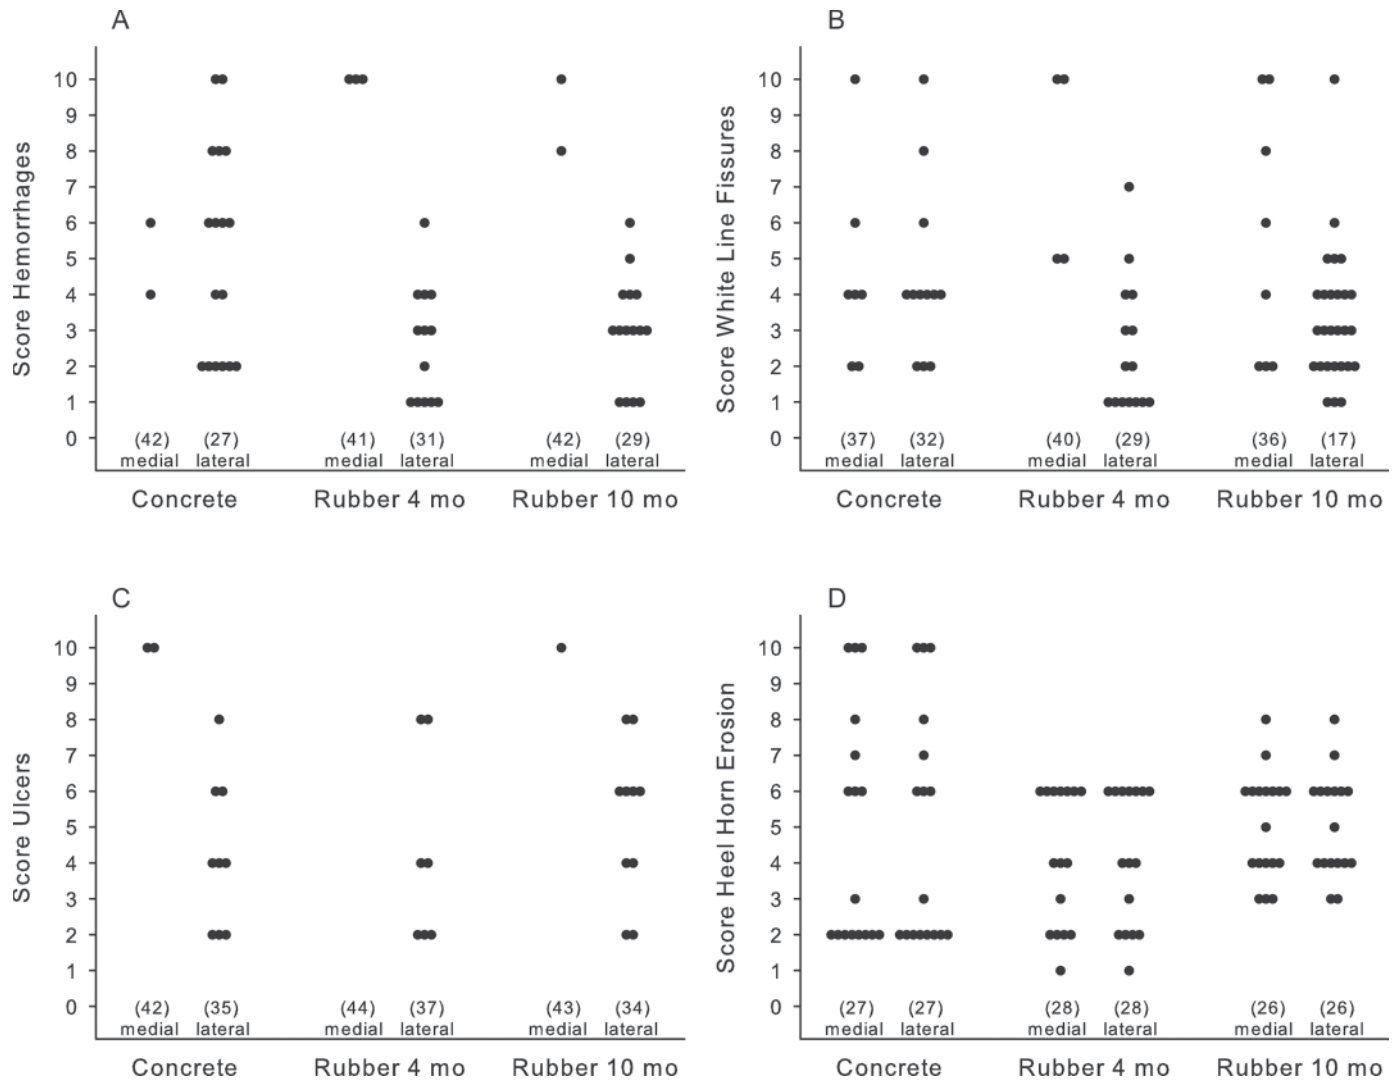 A
Score Hemorrhages
10
9
8
7
6
5
4
3
2
1
0
(42) (27) (41) (31) (42) (29)
medial lateral medial lateral medial lateral
Concrete Rubber 4 mo Rubber 10 mo
B
Score White Line Fissures
10
9
8
7
6
5
4
3
2
1
0
(37) (32) (40) (29) (36) (17)
medial lateral medial lateral medial lateral
Concrete Rubber 4 mo Rubber 10 mo
C
Score Ulcers
10
9
8
7
6
5
4
3
2
1
0
(42) (35) (44) (37) (43) (34)
medial lateral medial lateral medial lateral
Concrete Rubber 4 mo Rubber 10 mo
D
Score Heel Horn Erosion
10
9
8
7
6
5
4
3
2
1
0
(27) (27) (28) (28) (26) (26)
medial lateral medial lateral medial lateral
Concrete Rubber 4 mo Rubber 10 mo